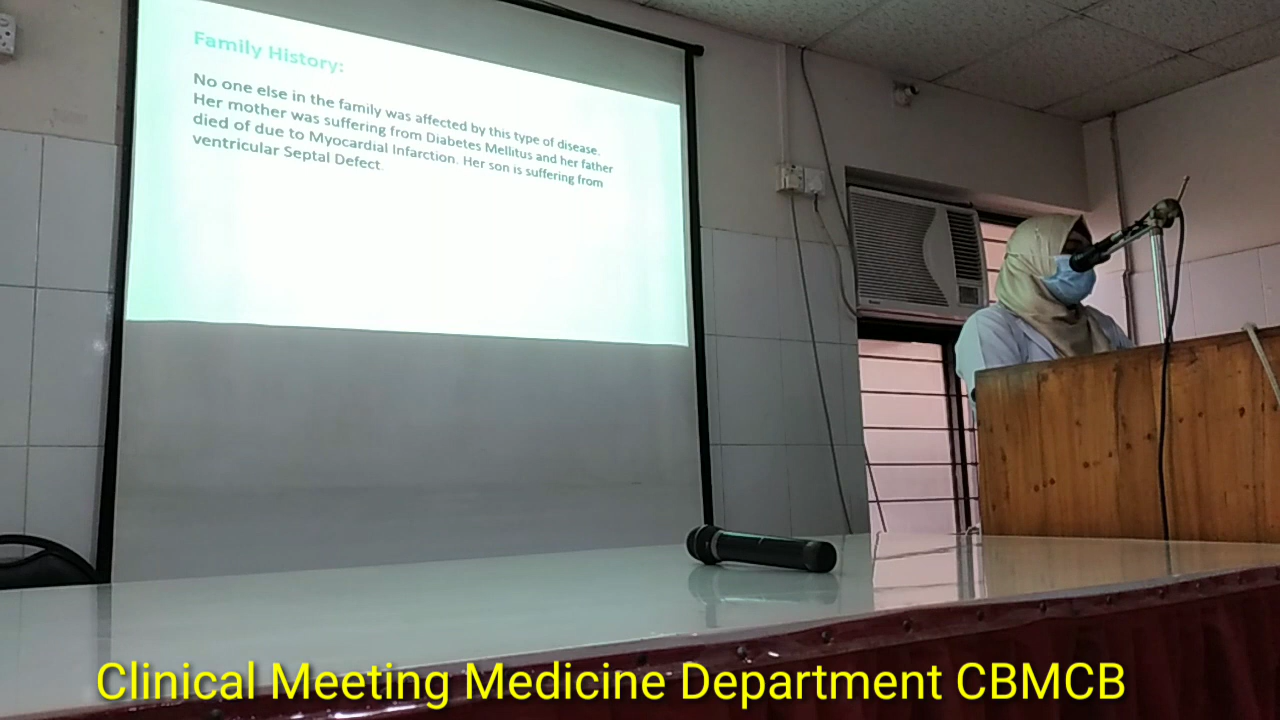 Family History:
No one else in the family was affected by this type of disease.
Her mother was suffering from Diabetes Mellitus and her father
died of due to Myocardial Infarction. Her son is suffering from
ventricular Septal Defect.
Clinical Meeting Medicine Department CBMCB